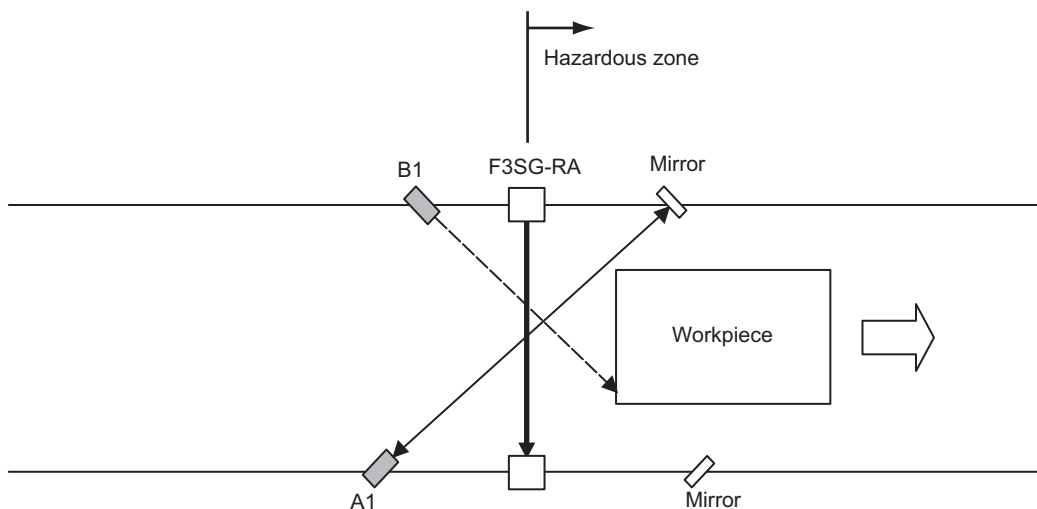 Hazardous zone
B1
F3SG-RA
Mirror
Workpiece
A1
Mirror